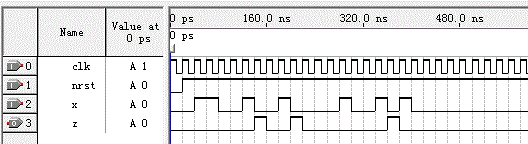 0 ps 160.0 ns 320.0 ns 480.0 ns
Name Value at 0 ps
0 ps
0 clk A 1
1 nrst A 0
2 x A 0
3 z A 0